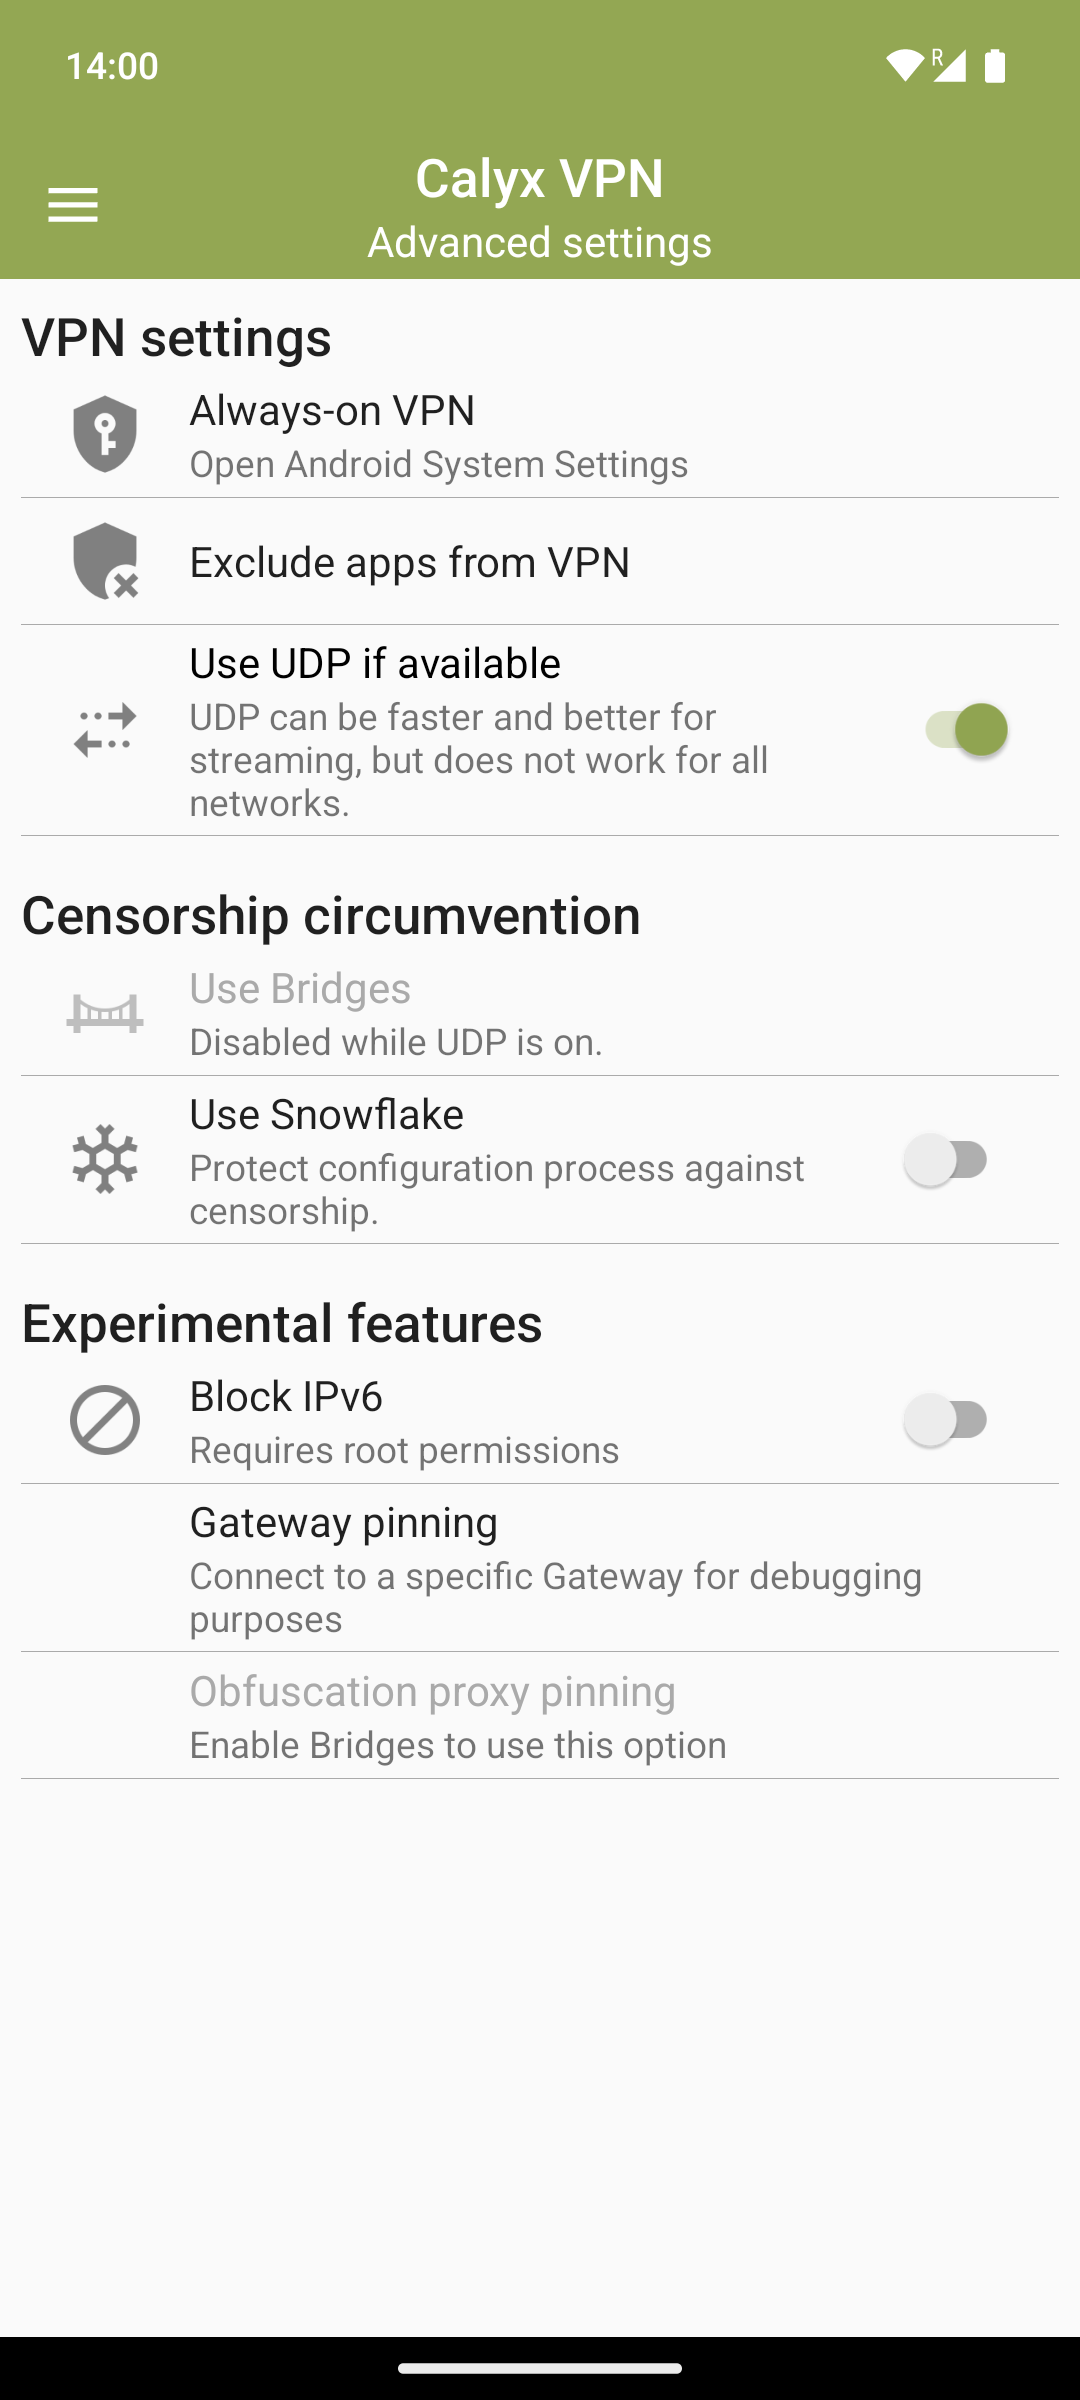 14:00
R
Calyx VPN
Advanced settings
VPN settings
Always-on VPN
Open Android System Settings
Exclude apps from VPN
Use UDP if available
UDP can be faster and better for
streaming, but does not work for all
networks.
Censorship circumvention
Use Bridges
Disabled while UDP is on.
Use Snowflake
Protect configuration process against
censorship.
Experimental features
Block IPv6
Requires root permissions
Gateway pinning
Connect to a specific Gateway for debugging
purposes
Obfuscation proxy pinning
Enable Bridges to use this option